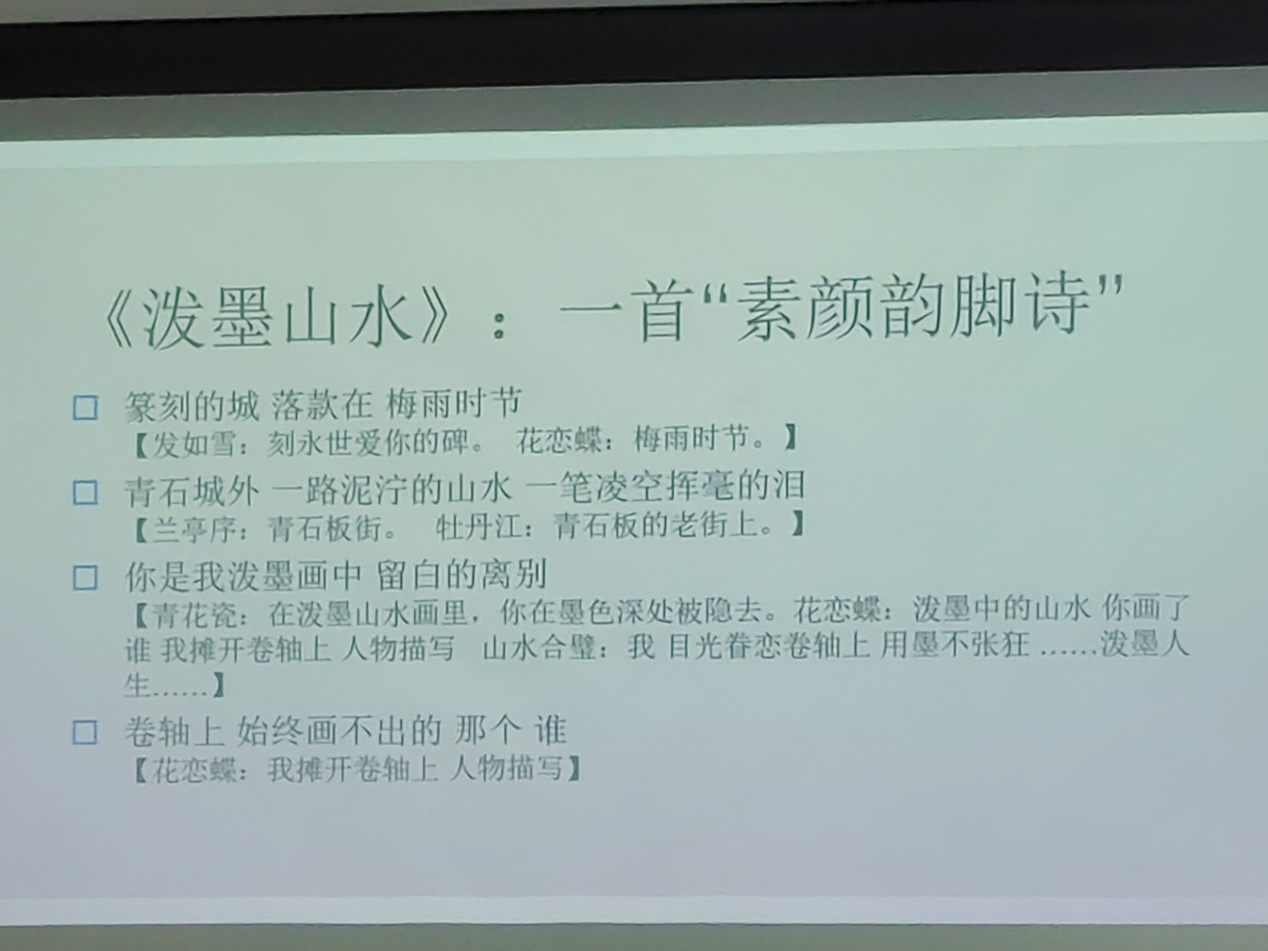 《泼墨山水》：一首“素颜韵脚诗”
篆刻的城 落款在 梅雨时节
【发如雪：刻永世爱你的碑。 花恋蝶：梅雨时节。】
青石城外 一路泥泞的山水 一笔凌空挥毫的泪
【兰亭序：青石板街。 牡丹江：青石板的老街上。】
你是我泼墨画中 留白的离别
【青花瓷：在泼墨山水画里，你在墨色深处被隐去。花恋蝶：泼墨中的山水 你画了
谁 我摊开卷轴上 人物描写 山水合璧：我 目光眷恋卷轴上 用墨不张狂 ……泼墨人
生……】
卷轴上 始终画不出的 那个 谁
【花恋蝶：我摊开卷轴上 人物描写】